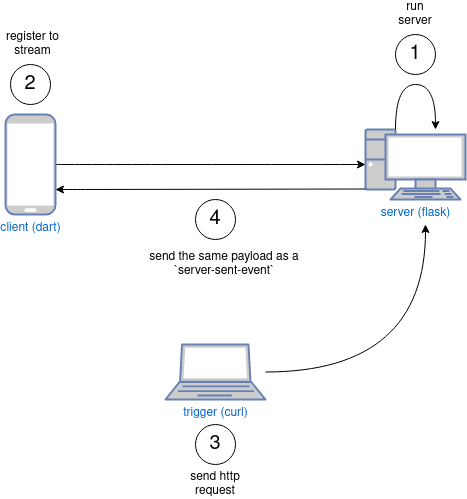 run
server
1
register to
stream
2
client (dart)
server (flask)
4
send the same payload as a
`server-sent-event`
trigger (curl)
3
send http
request